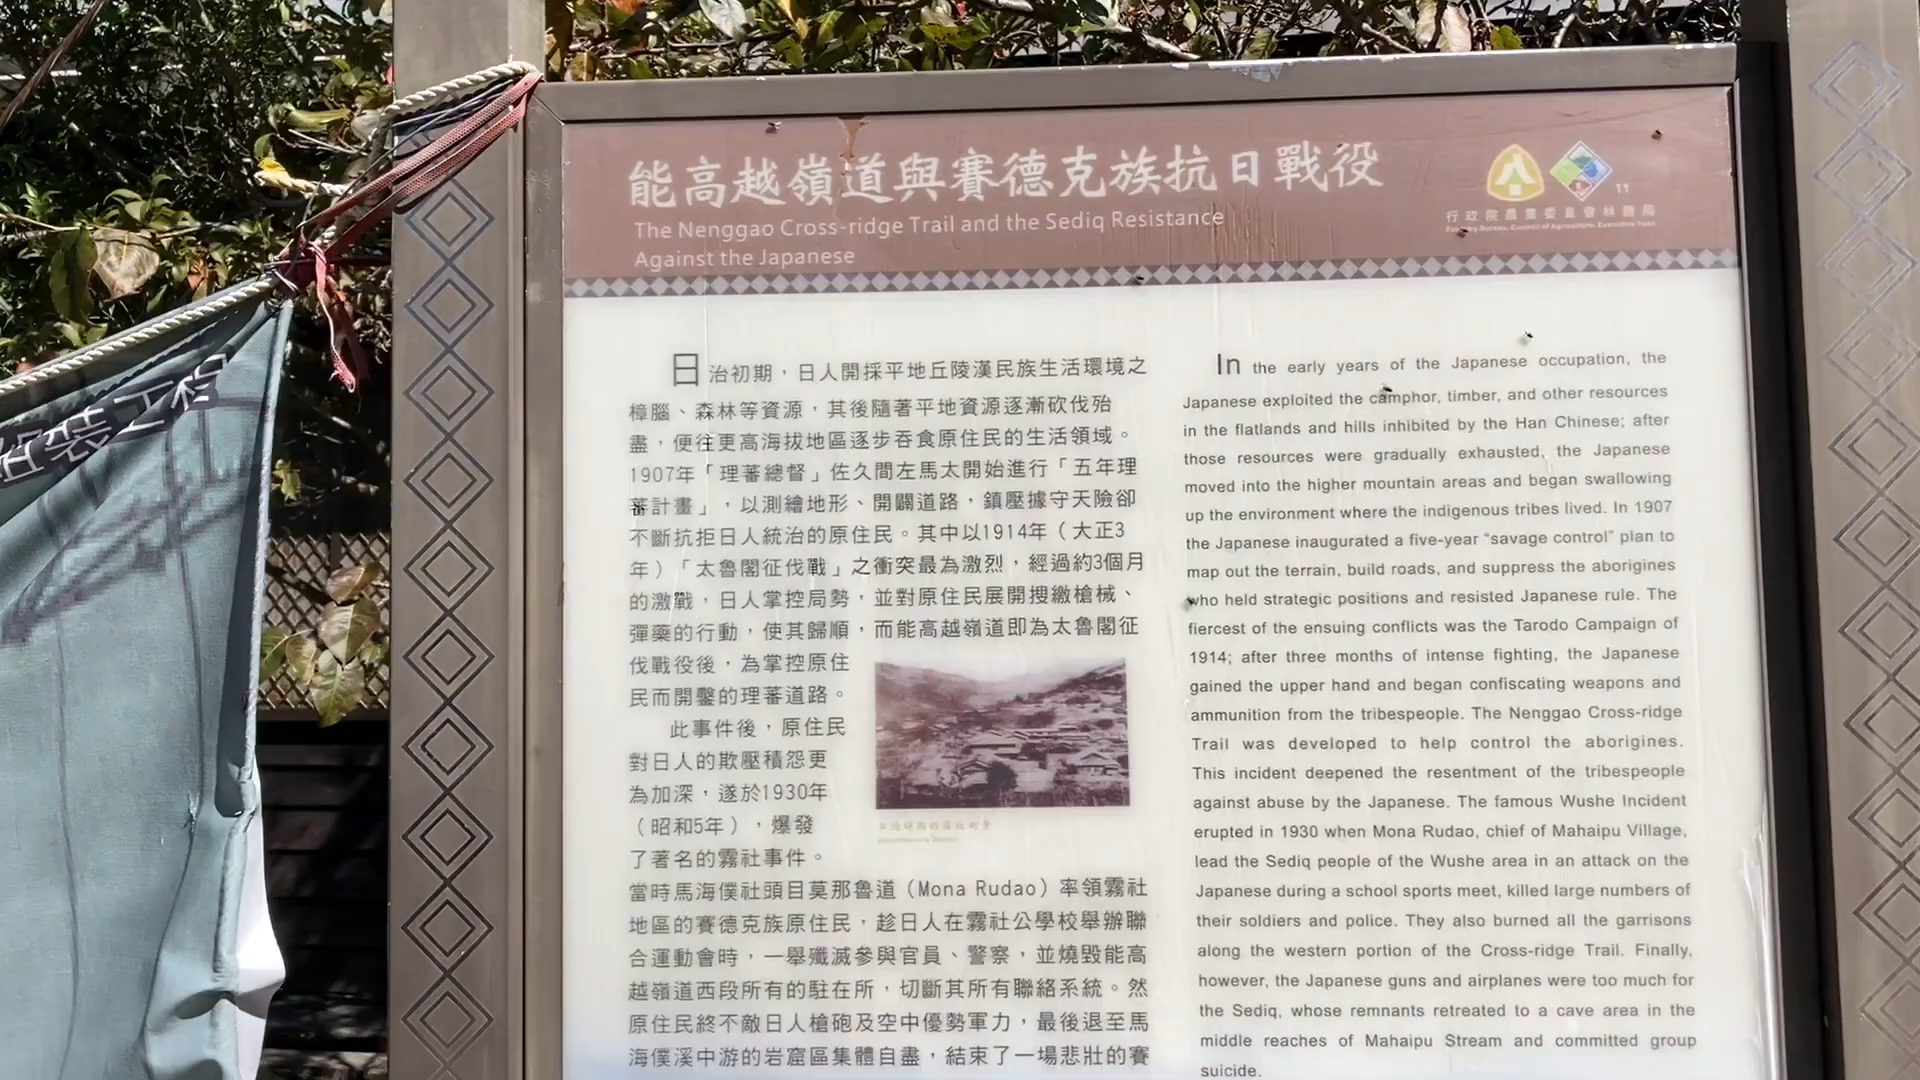 能高越嶺道與賽德克族抗日戰役
The Nenggao Cross-ridge Trail and the Sediq Resistance
Against the Japanese
11
行政院農業委員會林務局
Forestry Bureau, Council of Agriculture, Executive Yuan
日治初期，日人開採平地丘陵漢民族生活環境之
樟腦、森林等資源，其後隨著平地資源逐漸砍伐殆
盡，便往更高海拔地區逐步吞食原住民的生活領域。
1907年「理蕃總督」佐久間左馬太開始進行「五年理
蕃計畫」，以測繪地形、開闢道路，鎮壓據守天險卻
不斷抗拒日人統治的原住民。其中以1914年（大正3
年）「太魯閣征伐戰」之衝突最為激烈，經過約3個月
的激戰，日人掌控局勢，並對原住民展開搜繳槍械、
彈藥的行動，使其歸順，而能高越嶺道即為太魯閣征
伐戰役後，為掌控原住
民而開鑿的理蕃道路。
此事件後，原住民
對日人的欺壓積怨更
為加深，遂於1930年
（昭和5年），爆發
了著名的霧社事件。
當時馬海僕社頭目莫那魯道（Mona Rudao）率領霧社
地區的賽德克族原住民，趁日人在霧社公學校舉辦聯
合運動會時，一舉殲滅參與官員、警察，並燒毀能高
越嶺道西段所有的駐在所，切斷其所有聯絡系統。然
原住民終不敵日人槍砲及空中優勢軍力，最後退至馬
海僕溪中游的岩窟區集體自盡，結束了一場悲壯的賽
日治時期的霧社街景
In the early years of the Japanese occupation, the
Japanese exploited the camphor, timber, and other resources
in the flatlands and hills inhibited by the Han Chinese; after
those resources were gradually exhausted, the Japanese
moved into the higher mountain areas and began swallowing
up the environment where the indigenous tribes lived. In 1907
the Japanese inaugurated a five-year “savage control” plan to
map out the terrain, build roads, and suppress the aborigines
who held strategic positions and resisted Japanese rule. The
fiercest of the ensuing conflicts was the Tarodo Campaign of
1914; after three months of intense fighting, the Japanese
gained the upper hand and began confiscating weapons and
ammunition from the tribespeople. The Nenggao Cross-ridge
Trail was developed to help control the aborigines.
This incident deepened the resentment of the tribespeople
against abuse by the Japanese. The famous Wushe Incident
erupted in 1930 when Mona Rudao, chief of Mahaipu Village,
lead the Sediq people of the Wushe area in an attack on the
Japanese during a school sports meet, killed large numbers of
their soldiers and police. They also burned all the garrisons
along the western portion of the Cross-ridge Trail. Finally,
however, the Japanese guns and airplanes were too much for
the Sediq, whose remnants retreated to a cave area in the
middle reaches of Mahaipu Stream and committed group
suicide.